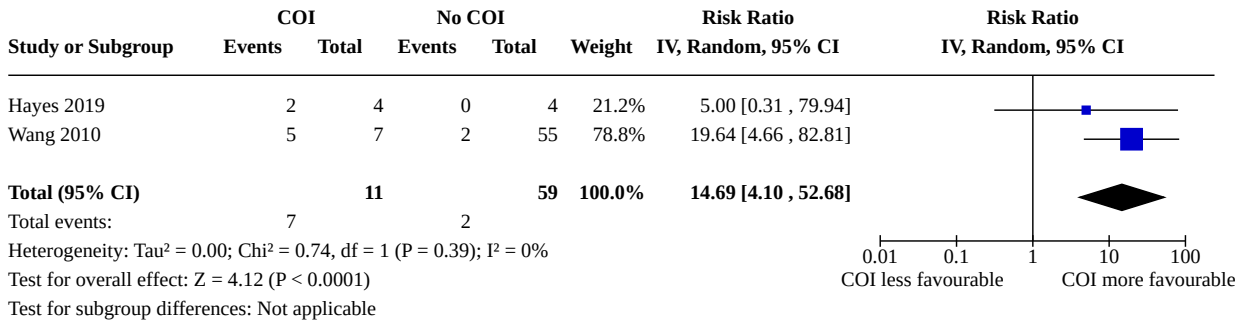 COI No COI Risk Ratio Risk Ratio
Study or Subgroup Events Total Events Total Weight IV, Random, 95% CI IV, Random, 95% CI
Hayes 2019 2 4 0 4 21.2% 5.00 [0.31 , 79.94]
Wang 2010 5 7 2 55 78.8% 19.64 [4.66 , 82.81]
Total (95% CI) 11 59 100.0% 14.69 [4.10 , 52.68]
Total events: 7 2
Heterogeneity: Tau² = 0.00; Chi² = 0.74, df = 1 (P = 0.39); I² = 0%
0.01 0.1 1 10 100
Test for overall effect: Z = 4.12 (P < 0.0001) COI less favourable COI more favourable
Test for subgroup differences: Not applicable